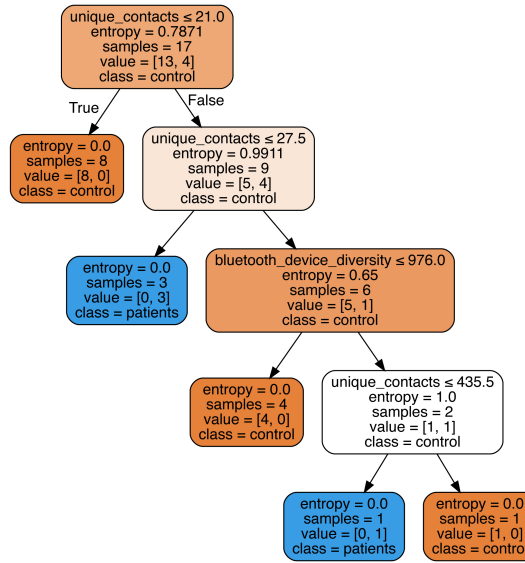 unique_contacts ≤ 21.0
entropy = 0.7871
samples = 17
value = [13, 4]
class = control
True
False
entropy = 0.0
samples = 8
value = [8, 0]
class = control
unique_contacts ≤ 27.5
entropy = 0.9911
samples = 9
value = [5, 4]
class = control
entropy = 0.0
samples = 3
value = [0, 3]
class = patients
bluetooth_device_diversity ≤ 976.0
entropy = 0.65
samples = 6
value = [5, 1]
class = control
entropy = 0.0
samples = 4
value = [4, 0]
class = control
unique_contacts ≤ 435.5
entropy = 1.0
samples = 2
value = [1, 1]
class = control
entropy = 0.0
samples = 1
value = [0, 1]
class = patients
entropy = 0.0
samples = 1
value = [1, 0]
class = contro